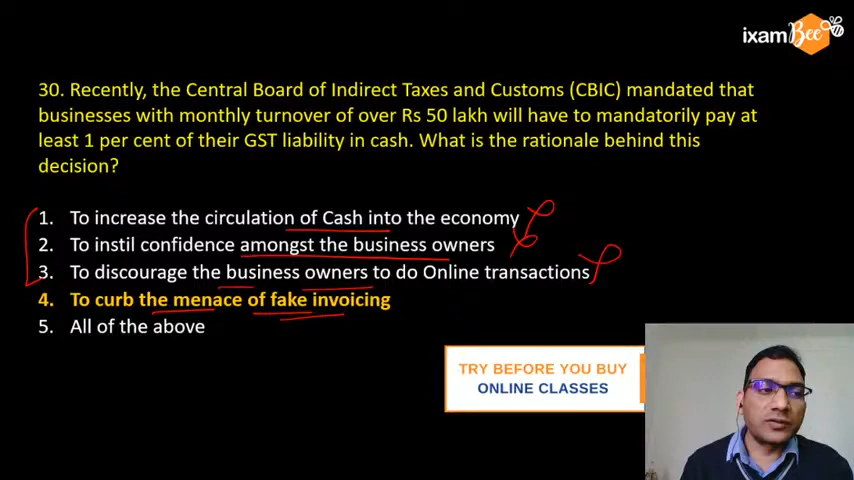 ixamBee
30. Recently, the Central Board of Indirect Taxes and Customs (CBIC) mandated that
businesses with monthly turnover of over Rs 50 lakh will have to mandatorily pay at
least 1 per cent of their GST liability in cash. What is the rationale behind this
decision?
1. To increase the circulation of Cash into the economy
2. To instil confidence amongst the business owners
3. To discourage the business owners to do Online transactions
4. To curb the menace of fake invoicing
5. All of the above
TRY BEFORE YOU BUY
ONLINE CLASSES